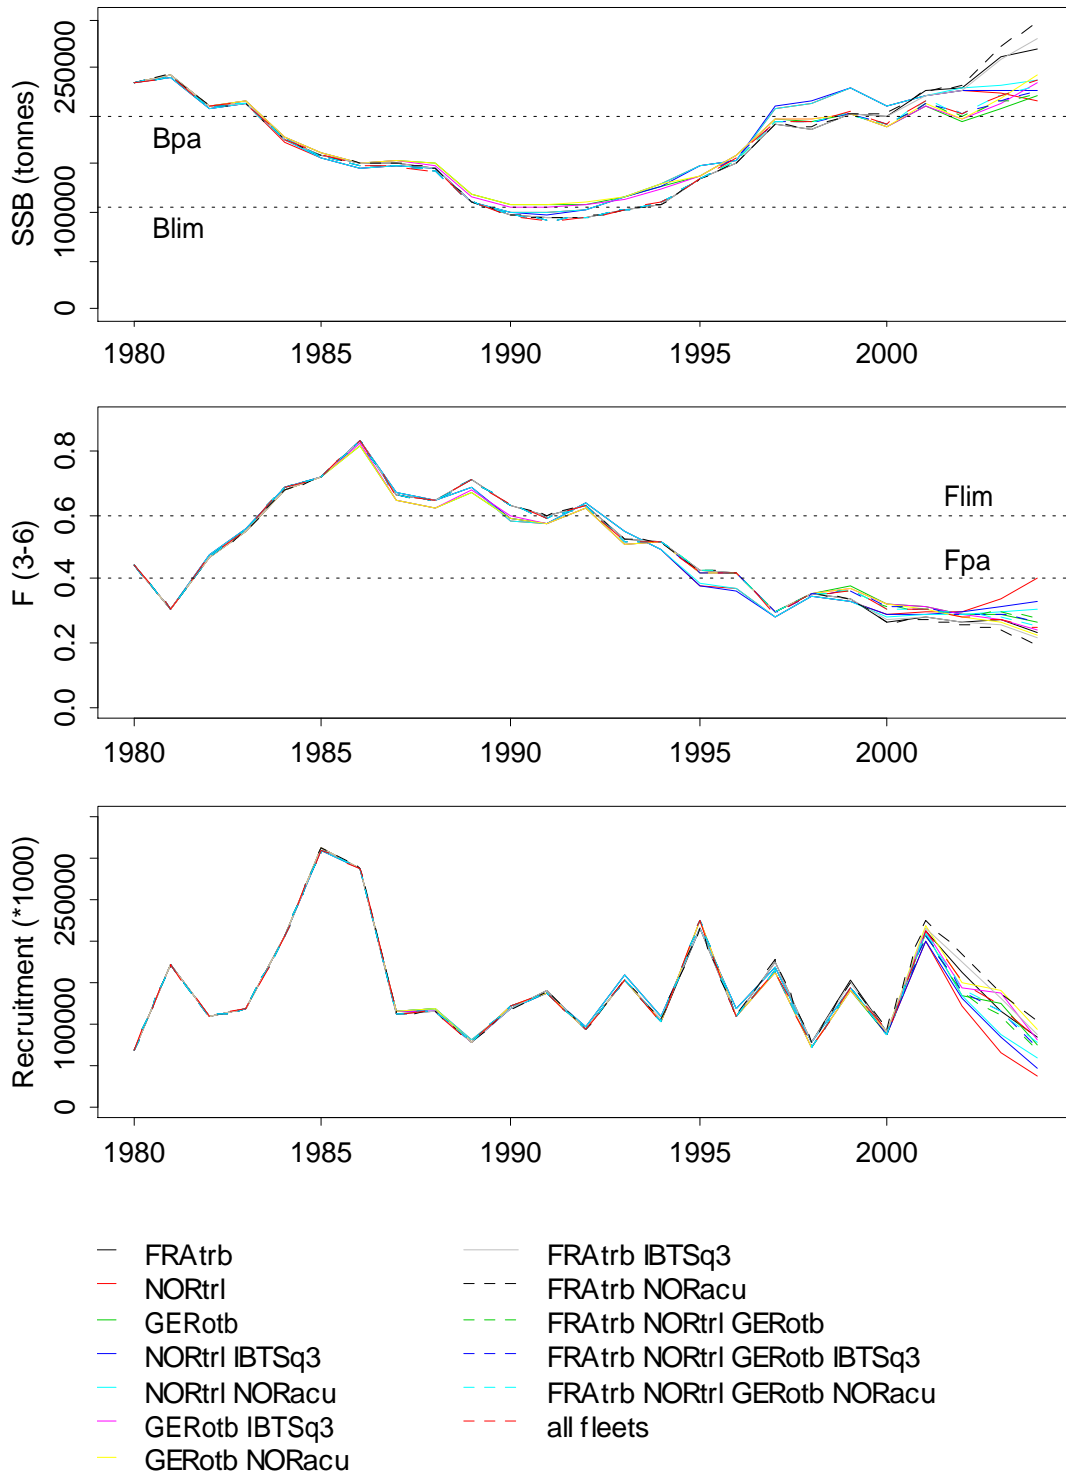 SSB (tonnes)
250000
100000
0
Bpa
Blim
1980 1985 1990 1995 2000
F (3-6)
0.8
0.6
0.4
0.2
0.0
Flim
Fpa
1980 1985 1990 1995 2000
Recruitment (*1000)
250000
100000
0
1980 1985 1990 1995 2000
FRAtrb
NORtrl
GERotb
NORtrl IBTSq3
NORtrl NORacu
GERotb IBTSq3
GERotb NORacu
FRAtrb IBTSq3
FRAtrb NORacu
FRAtrb NORtrl GERotb
FRAtrb NORtrl GERotb IBTSq3
FRAtrb NORtrl GERotb NORacu
all fleets